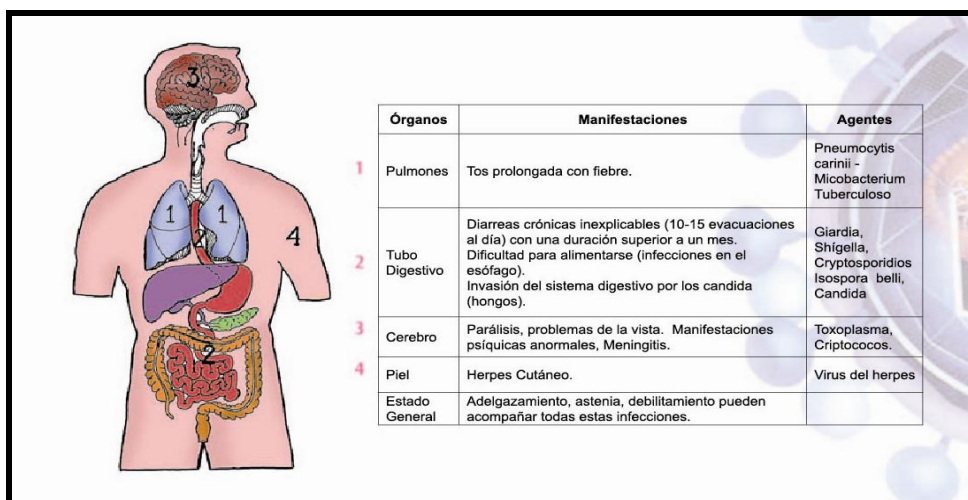 Órganos Manifestaciones Agentes
1 Pulmones Tos prolongada con fiebre. Pneumocytis
carinii -
Micobacterium
Tuberculoso
2 Tubo
Digestivo
Diarreas crónicas inexplicables (10-15 evacuaciones
al día) con una duración superior a un mes.
Dificultad para alimentarse (infecciones en el
esófago).
Invasión del sistema digestivo por los candida
(hongos).
Giardia,
Shígella,
Cryptosporidios
Isospora belli,
Candida
3 Cerebro
Parálisis, problemas de la vista. Manifestaciones
psíquicas anormales, Meningitis.
Toxoplasma,
Criptococos.
4 Piel Herpes Cutáneo. Virus del herpes
Estado
General
Adelgazamiento, astenia, debilitamiento pueden
acompañar todas estas infecciones.
3
1 1
2
4
2